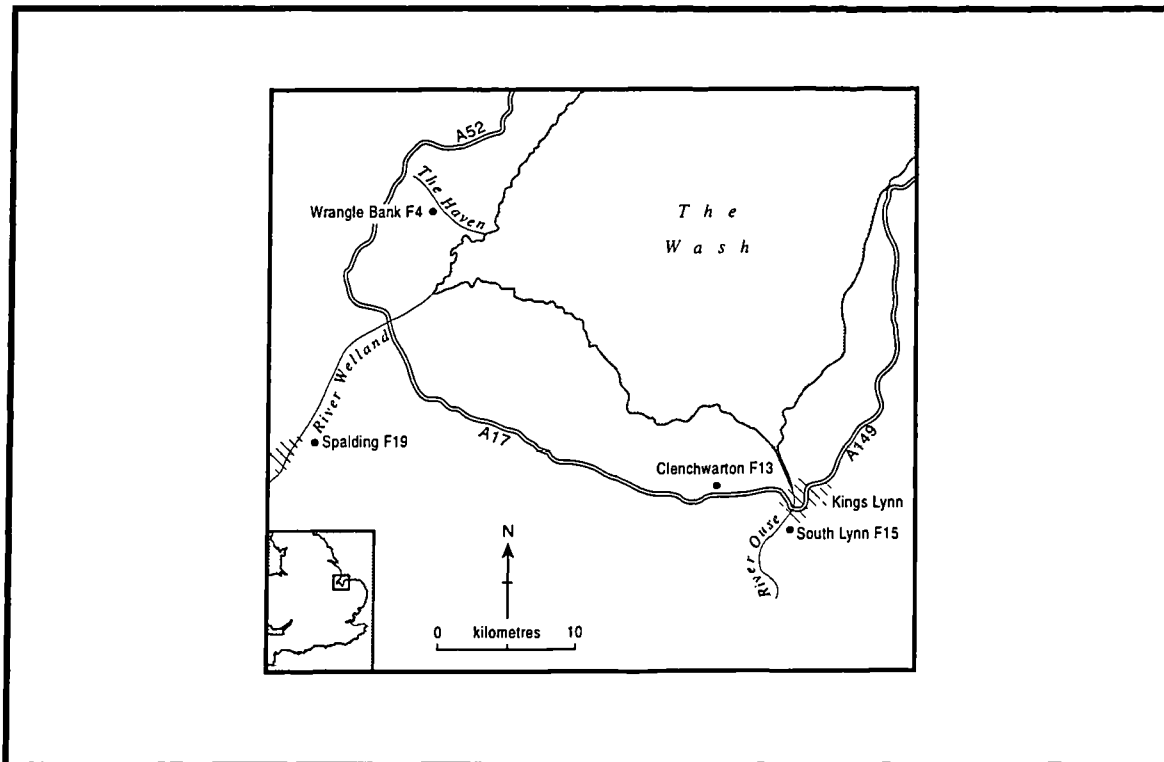 A52
The Haven
Wrangle Bank F4
The
Wash
River Welland
Spalding F19
A17
Clenchwarton F13
A149
Kings Lynn
River Ouse
South Lynn F15
N
0 kilometres 10